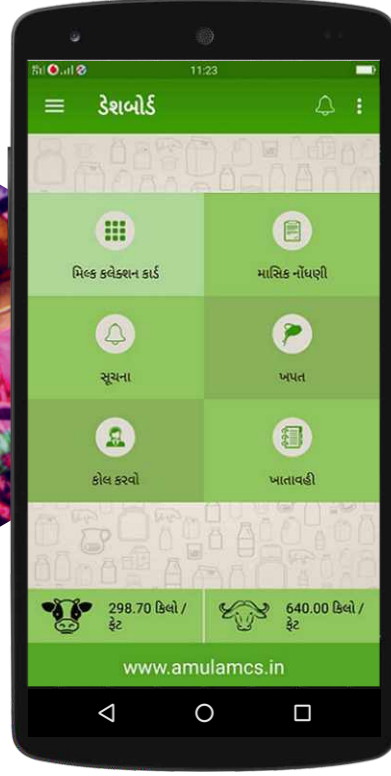 11:23
ડેશબોર્ડ
મિલ્ક કલેક્શન કાર્ડ
માસિક નોંધણી
સૂચના
ખપત
કોલ કરવો
ખાતાવહી
298.70 કિલો /
ફેટ
640.00 કિલો /
ફેટ
www.amulamcs.in